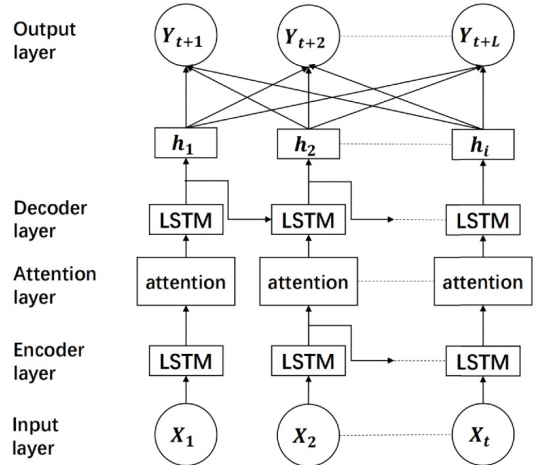 Output
layer
Y_{t+1}
Y_{t+2}
Y_{t+L}
h_1
h_2
h_i
Decoder
layer
LSTM
LSTM
LSTM
Attention
layer
attention
attention
attention
Encoder
layer
LSTM
LSTM
LSTM
Input
layer
X_1
X_2
X_t